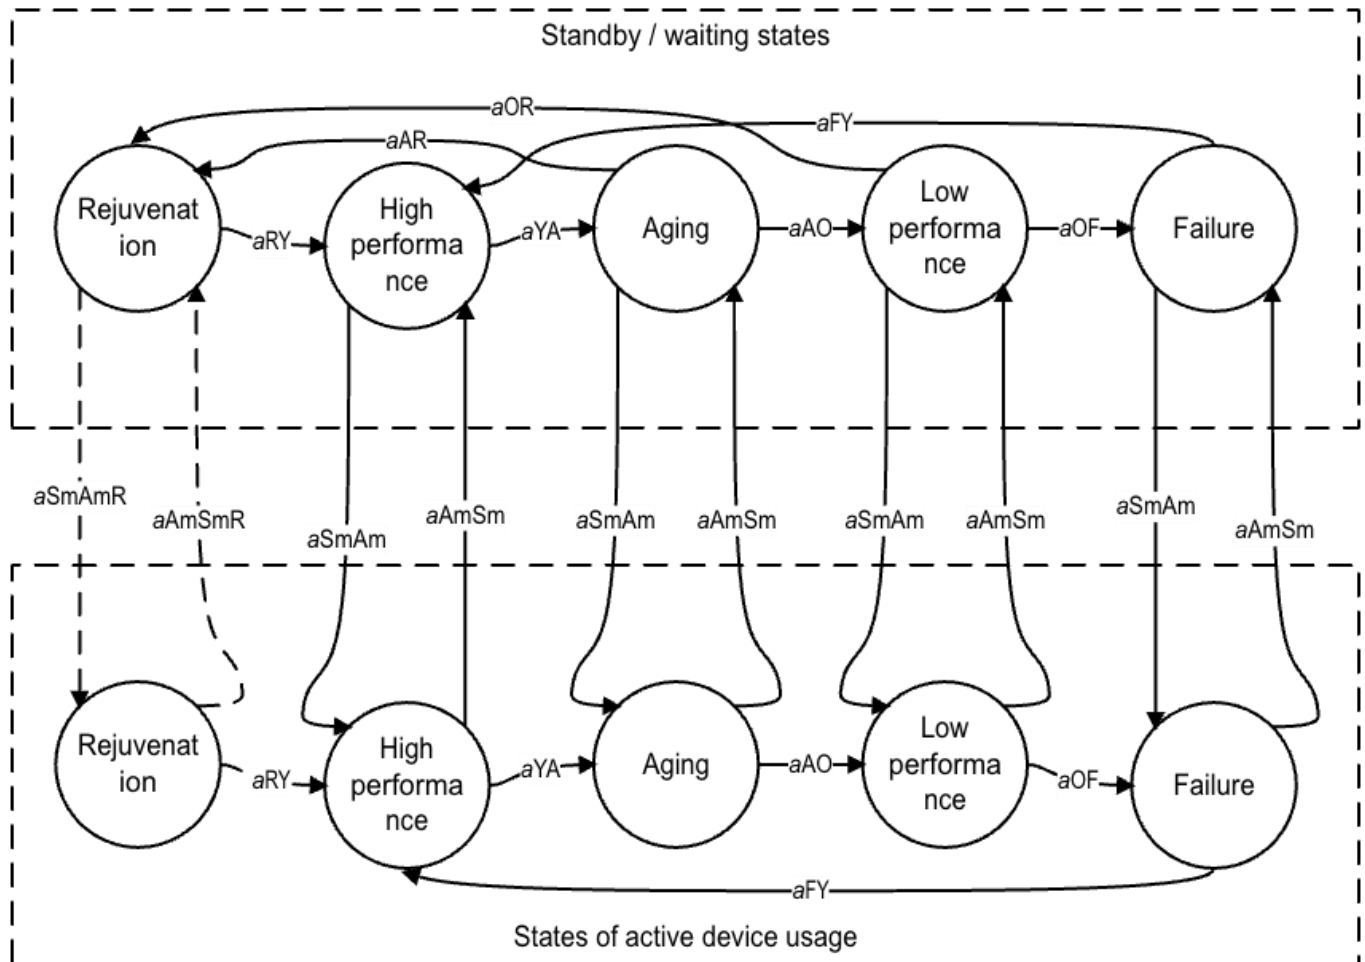 Standby / waiting states
aOR
aFY
aAR
Rejuvenat
ion
aRY
High
performa
nce
aYA
Aging
aAO
Low
performa
nce
aOF
Failure
aSmAmR
aAmSmR
aSmAm
aAmSm
aSmAm
aAmSm
aSmAm
aAmSm
aSmAm
aAmSm
Rejuvenat
ion
aRY
High
performa
nce
aYA
Aging
aAO
Low
performa
nce
aOF
Failure
aFY
States of active device usage